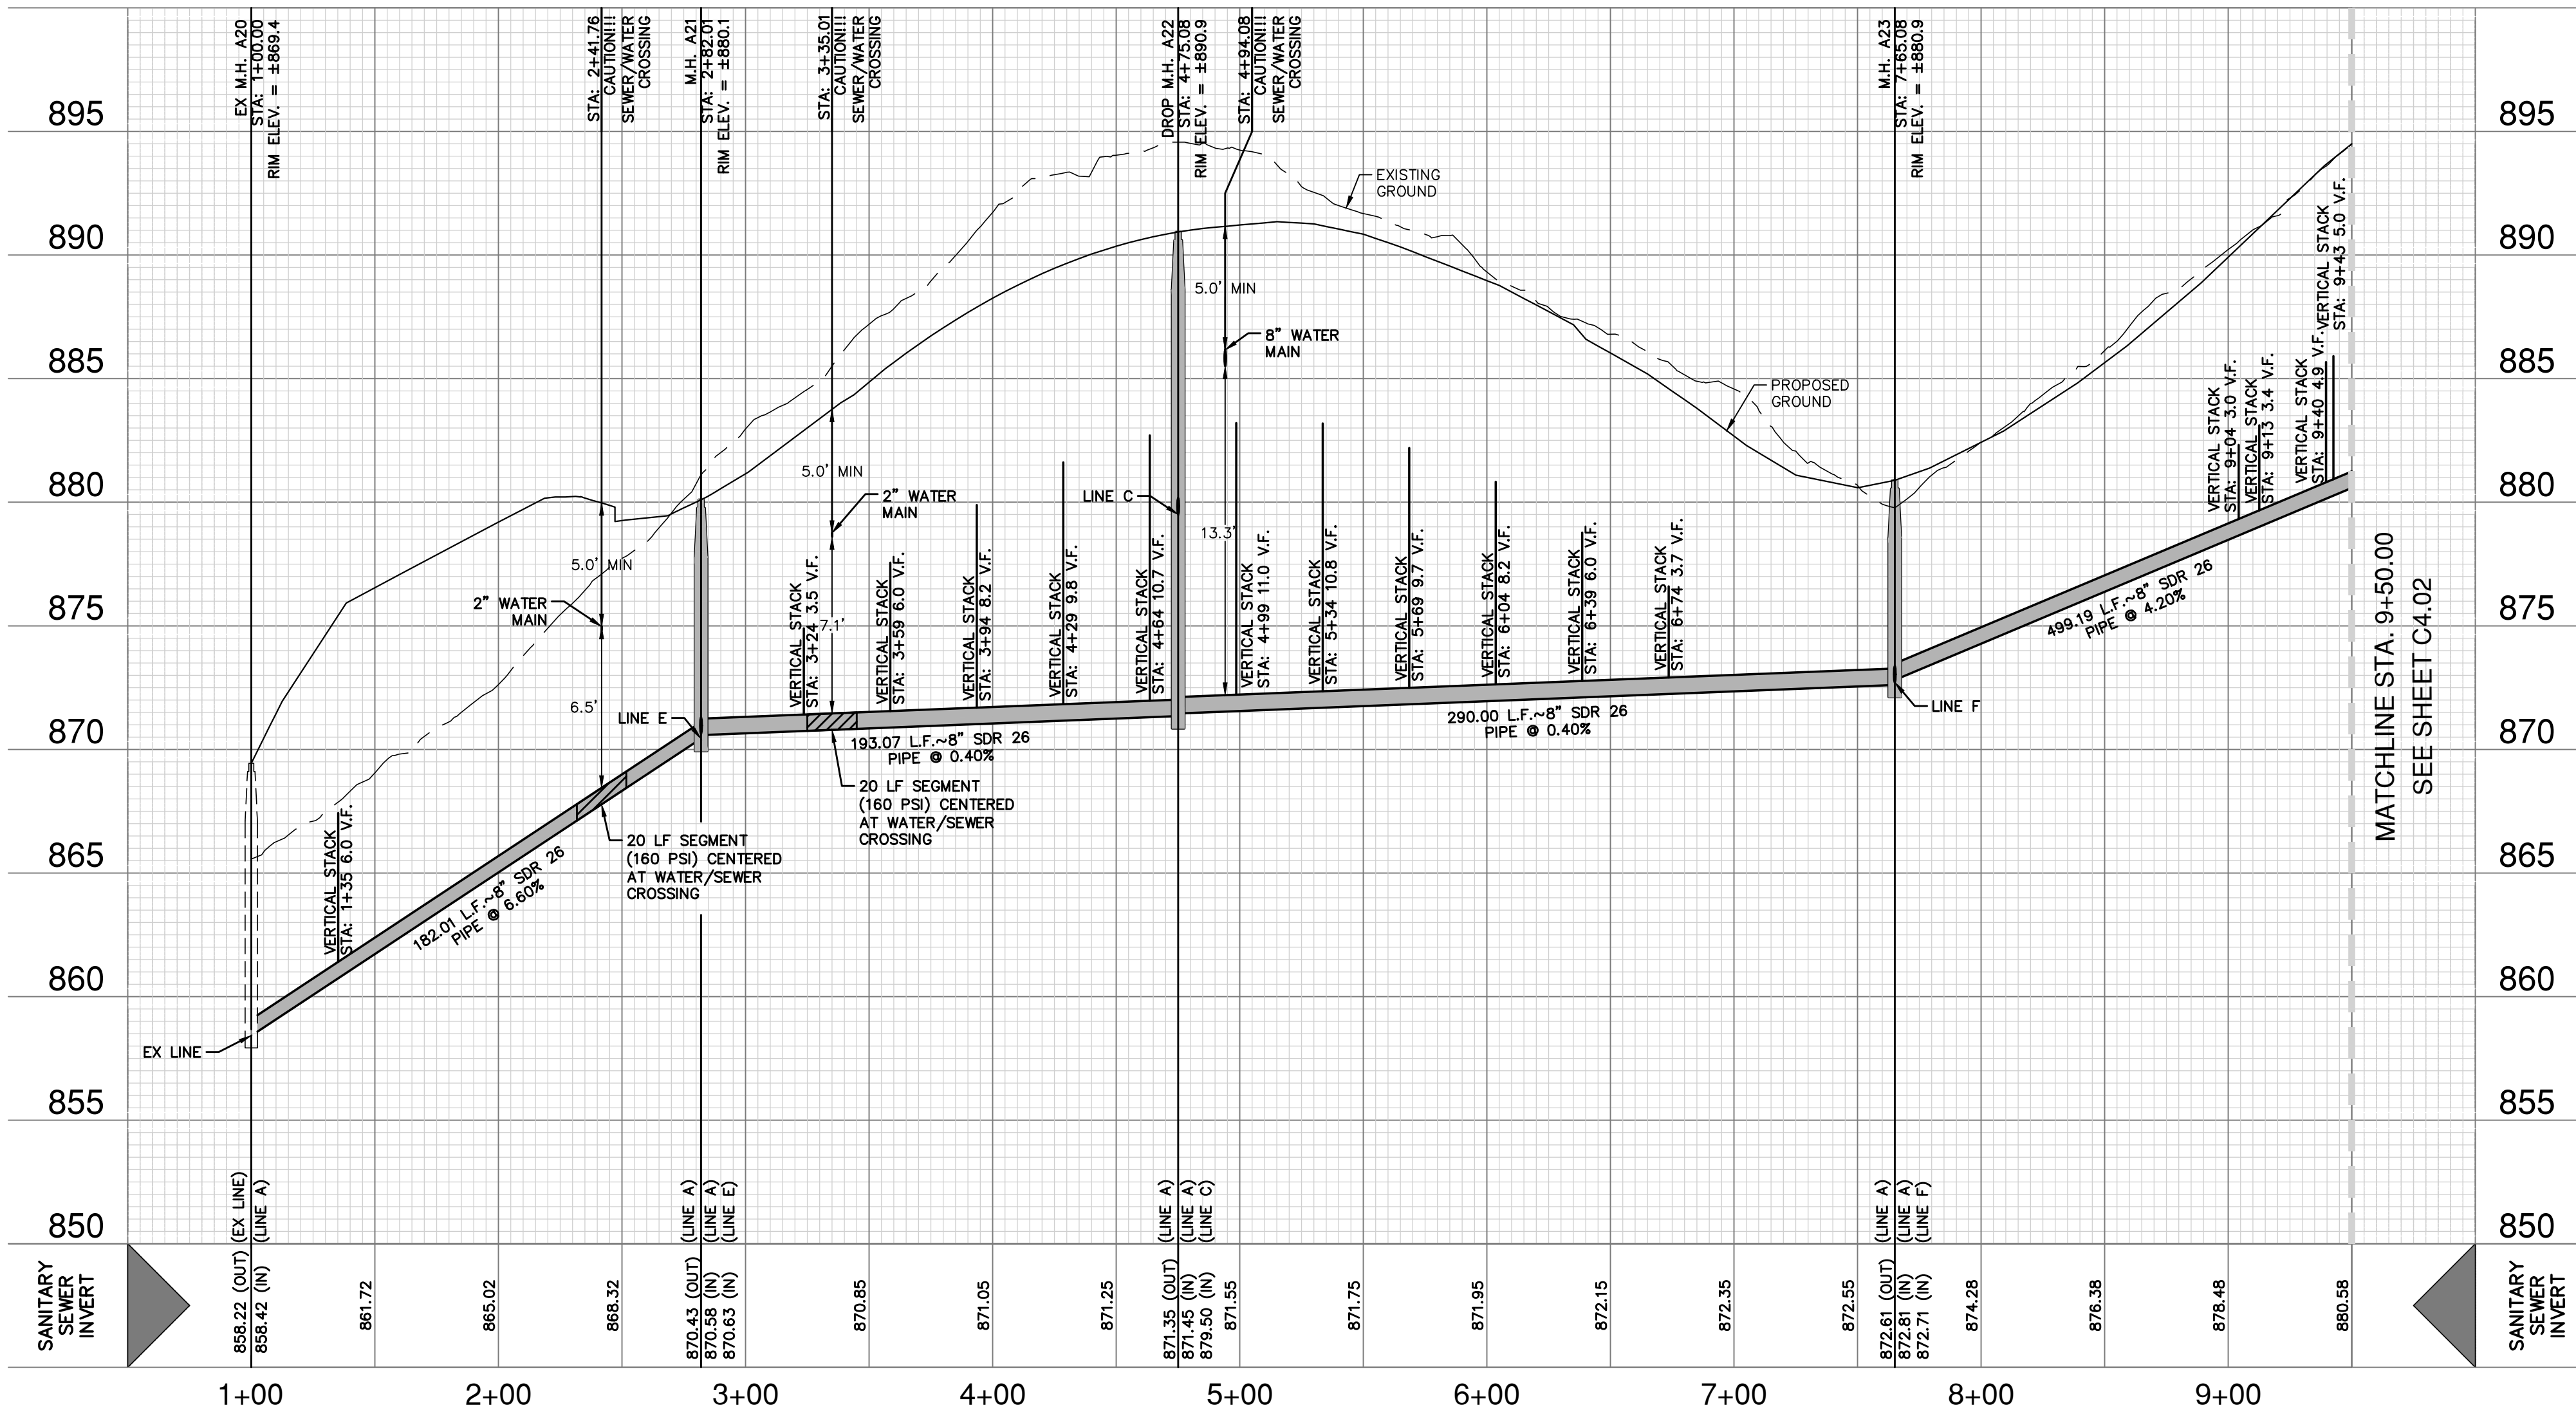 EX M.H. A20
STA: 1+00.00
RIM ELEV. = ±869.4
STA: 2+41.76
CAUTION!!!
SEWER/WATER
CROSSING
M.H. A21
STA: 2+82.01
RIM ELEV. = ±880.1
STA: 3+35.01
CAUTION!!!
SEWER/WATER
CROSSING
DROP M.H. A22
STA: 4+75.08
RIM ELEV. = ±890.9
STA: 4+94.08
CAUTION!!!
SEWER/WATER
CROSSING
M.H. A23
STA: 7+65.08
RIM ELEV. = ±880.9
895
890
885
880
875
870
865
860
855
850
895
890
885
880
875
870
865
860
855
850
EXISTING
GROUND
5.0' MIN
8" WATER
MAIN
PROPOSED
GROUND
5.0' MIN
2" WATER
MAIN
LINE C
13.3'
5.0' MIN
2" WATER
MAIN
6.5'
7.1'
LINE E
LINE F
EX LINE
VERTICAL STACK
STA: 1+35 6.0 V.F.
VERTICAL STACK
STA: 3+24 3.5 V.F.
VERTICAL STACK
STA: 3+59 6.0 V.F.
VERTICAL STACK
STA: 3+94 8.2 V.F.
VERTICAL STACK
STA: 4+29 9.8 V.F.
VERTICAL STACK
STA: 4+64 10.7 V.F.
VERTICAL STACK
STA: 4+99 11.0 V.F.
VERTICAL STACK
STA: 5+34 10.8 V.F.
VERTICAL STACK
STA: 5+69 9.7 V.F.
VERTICAL STACK
STA: 6+04 8.2 V.F.
VERTICAL STACK
STA: 6+39 6.0 V.F.
VERTICAL STACK
STA: 6+74 3.7 V.F.
VERTICAL STACK
STA: 9+04 3.0 V.F.
VERTICAL STACK
STA: 9+13 3.4 V.F.
VERTICAL STACK
STA: 9+40 4.9 V.F.
VERTICAL STACK
STA: 9+43 5.0 V.F.
182.01 L.F.~8" SDR 26
PIPE @ 6.60%
193.07 L.F.~8" SDR 26
PIPE @ 0.40%
290.00 L.F.~8" SDR 26
PIPE @ 0.40%
499.19 L.F.~8" SDR 26
PIPE @ 4.20%
20 LF SEGMENT
(160 PSI) CENTERED
AT WATER/SEWER
CROSSING
20 LF SEGMENT
(160 PSI) CENTERED
AT WATER/SEWER
CROSSING
MATCHLINE STA. 9+50.00
SEE SHEET C4.02
SANITARY
SEWER
INVERT
858.22 (OUT) (EX LINE)
858.42 (IN) (LINE A)
861.72
865.02
868.32
870.43 (OUT) (LINE A)
870.58 (IN) (LINE A)
870.63 (IN) (LINE E)
870.85
871.05
871.25
871.35 (OUT) (LINE A)
871.45 (IN) (LINE A)
879.50 (IN) (LINE C)
871.55
871.75
871.95
872.15
872.35
872.55
872.61 (OUT) (LINE A)
872.81 (IN) (LINE A)
872.71 (IN) (LINE F)
874.28
876.38
878.48
880.58
SANITARY
SEWER
INVERT
1+00
2+00
3+00
4+00
5+00
6+00
7+00
8+00
9+00